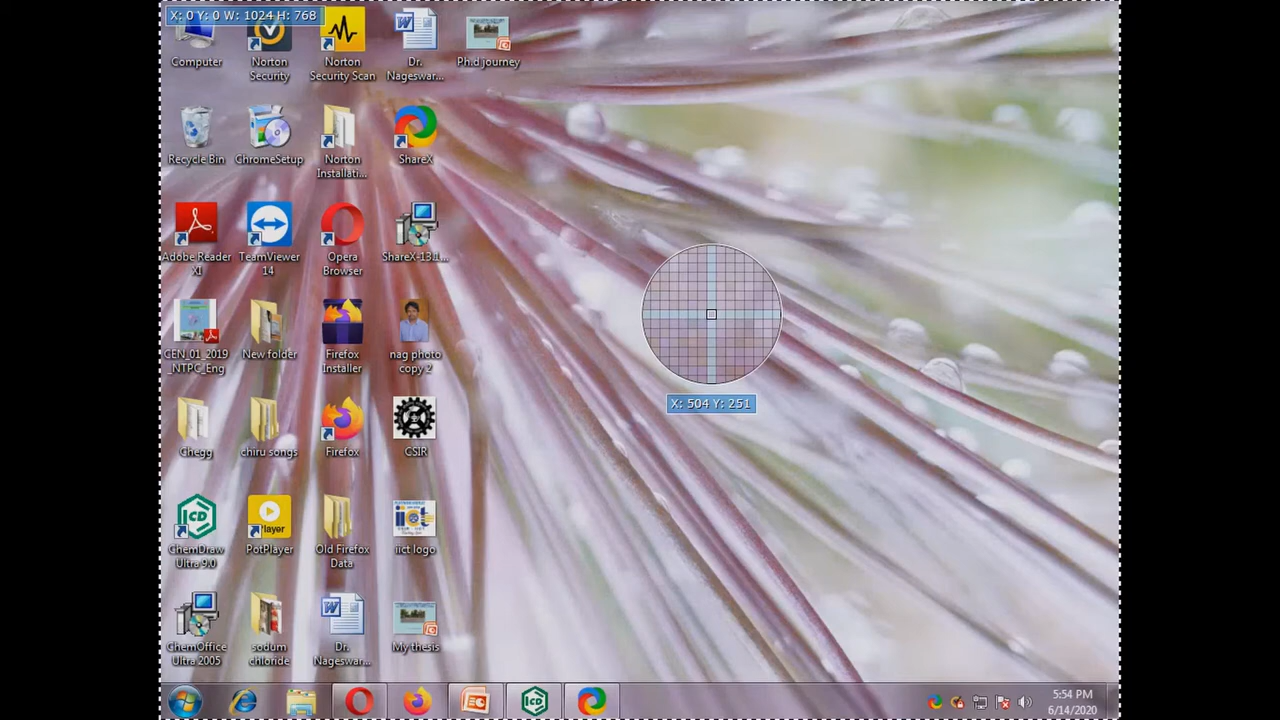 X: 0 Y: 0 W: 1024 H: 768
Computer
Norton
Security
Norton
Security Scan
Dr.
Nageswar...
Ph.d journey
Recycle Bin
ChromeSetup
Norton
Installati...
ShareX
Adobe Reader
XI
TeamViewer
14
Opera
Browser
ShareX-13.1...
CEN_01_2019
_NTPC_Eng
New folder
Firefox
Installer
nag photo
copy 2
X: 504 Y: 251
Chegg
chiru songs
Firefox
CSIR
ChemDraw
Ultra 9.0
PotPlayer
Old Firefox
Data
iict logo
ChemOffice
Ultra 2005
sodum
chloride
Dr.
Nageswar...
My thesis
5:54 PM
6/14/2020